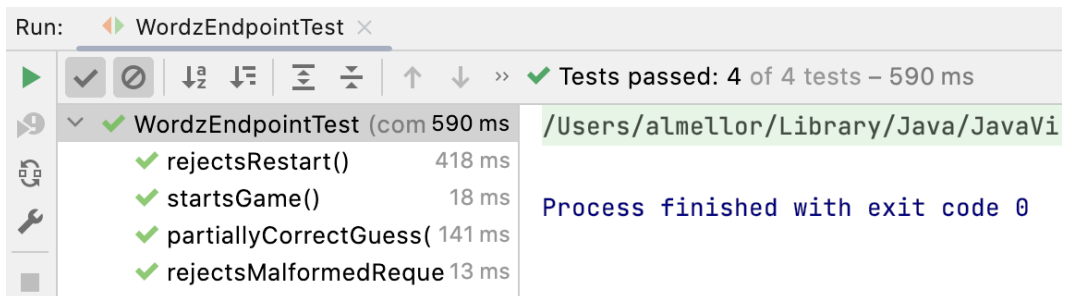 Run: WordzEndpointTest
Tests passed: 4 of 4 tests – 590 ms
WordzEndpointTest (com 590 ms
rejectsRestart() 418 ms
startsGame() 18 ms
partiallyCorrectGuess( 141 ms
rejectsMalformedReque 13 ms
/Users/almellor/Library/Java/JavaVi
Process finished with exit code 0